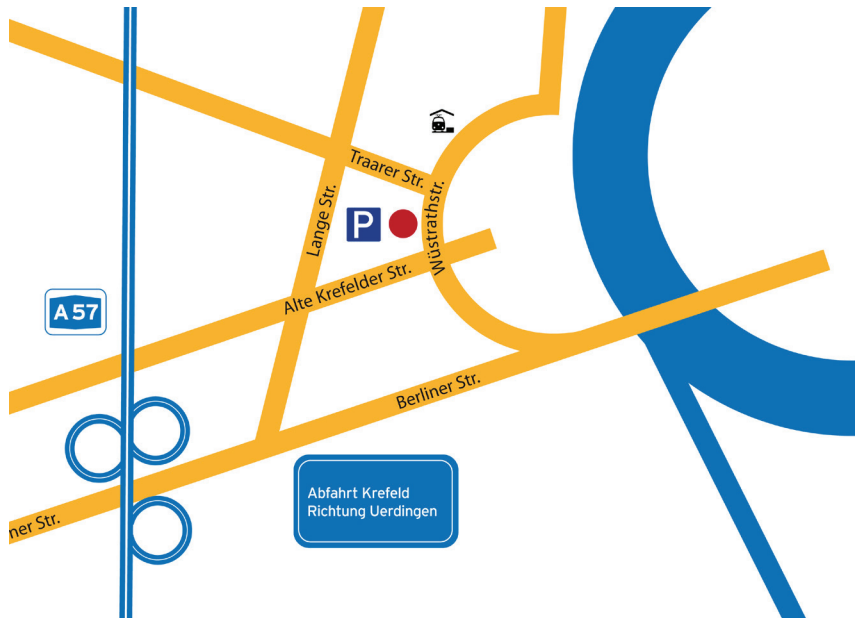 Traarer Str.
Lange Str.
P
Wüstrathstr.
Alte Krefelder Str.
A 57
Berliner Str.
Abfahrt Krefeld
Richtung Uerdingen
ner Str.